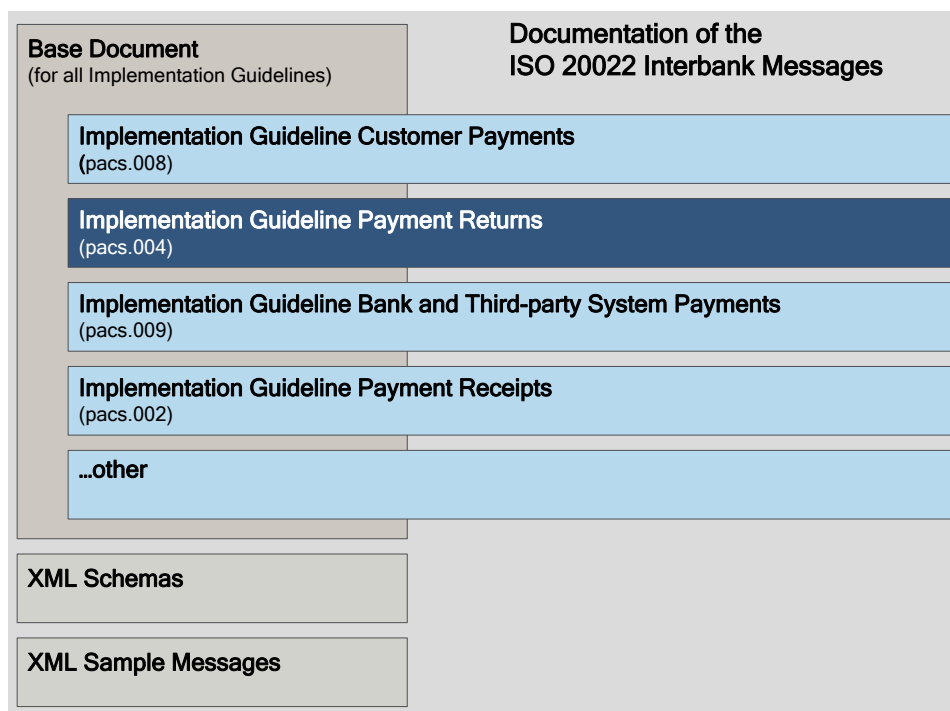 Documentation of the
ISO 20022 Interbank Messages
Base Document
(for all Implementation Guidelines)
Implementation Guideline Customer Payments
(pacs.008)
Implementation Guideline Payment Returns
(pacs.004)
Implementation Guideline Bank and Third-party System Payments
(pacs.009)
Implementation Guideline Payment Receipts
(pacs.002)
...other
XML Schemas
XML Sample Messages